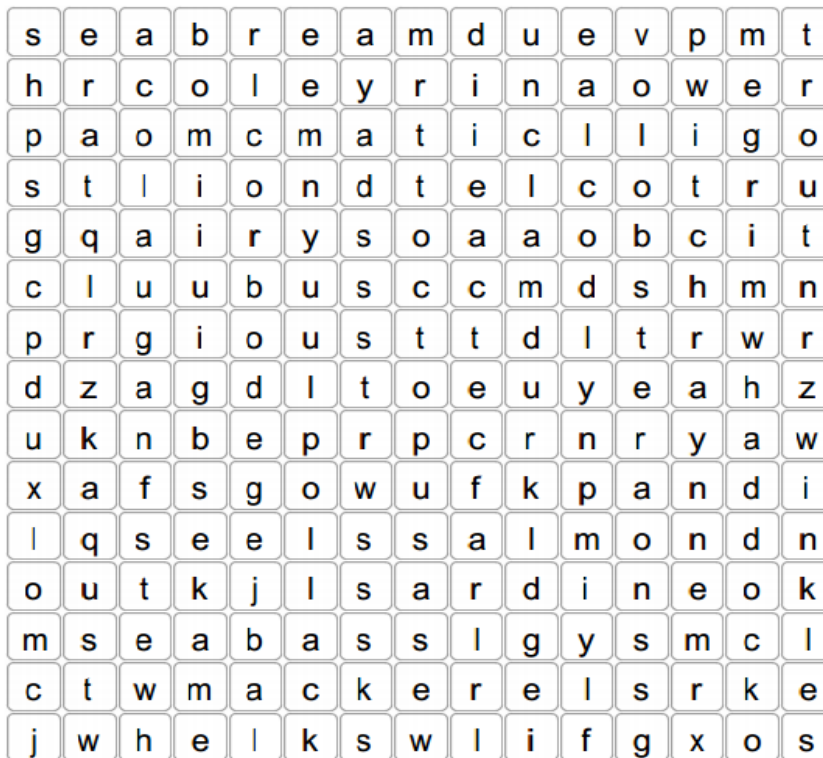 s e a b r e a m d u e v p m t
h r c o l e y r i n a o w e r
p a o m c m a t i c l l i g o
s t l i o n d t e l c o t r u
g q a i r y s o a a o b c i t
c l u u b u s c c m d s h m n
p r g i o u s t t d l t r w r
d z a g d l t o e u y e a h z
u k n b e p r p c r n r y a w
x a f s g o w u f k p a n d i
l q s e e l s s a l m o n d n
o u t k j l s a r d i n e o k
m s e a b a s s l g y s m c l
c t w m a c k e r e l s r k e
j w h e l k s w l i f g x o s